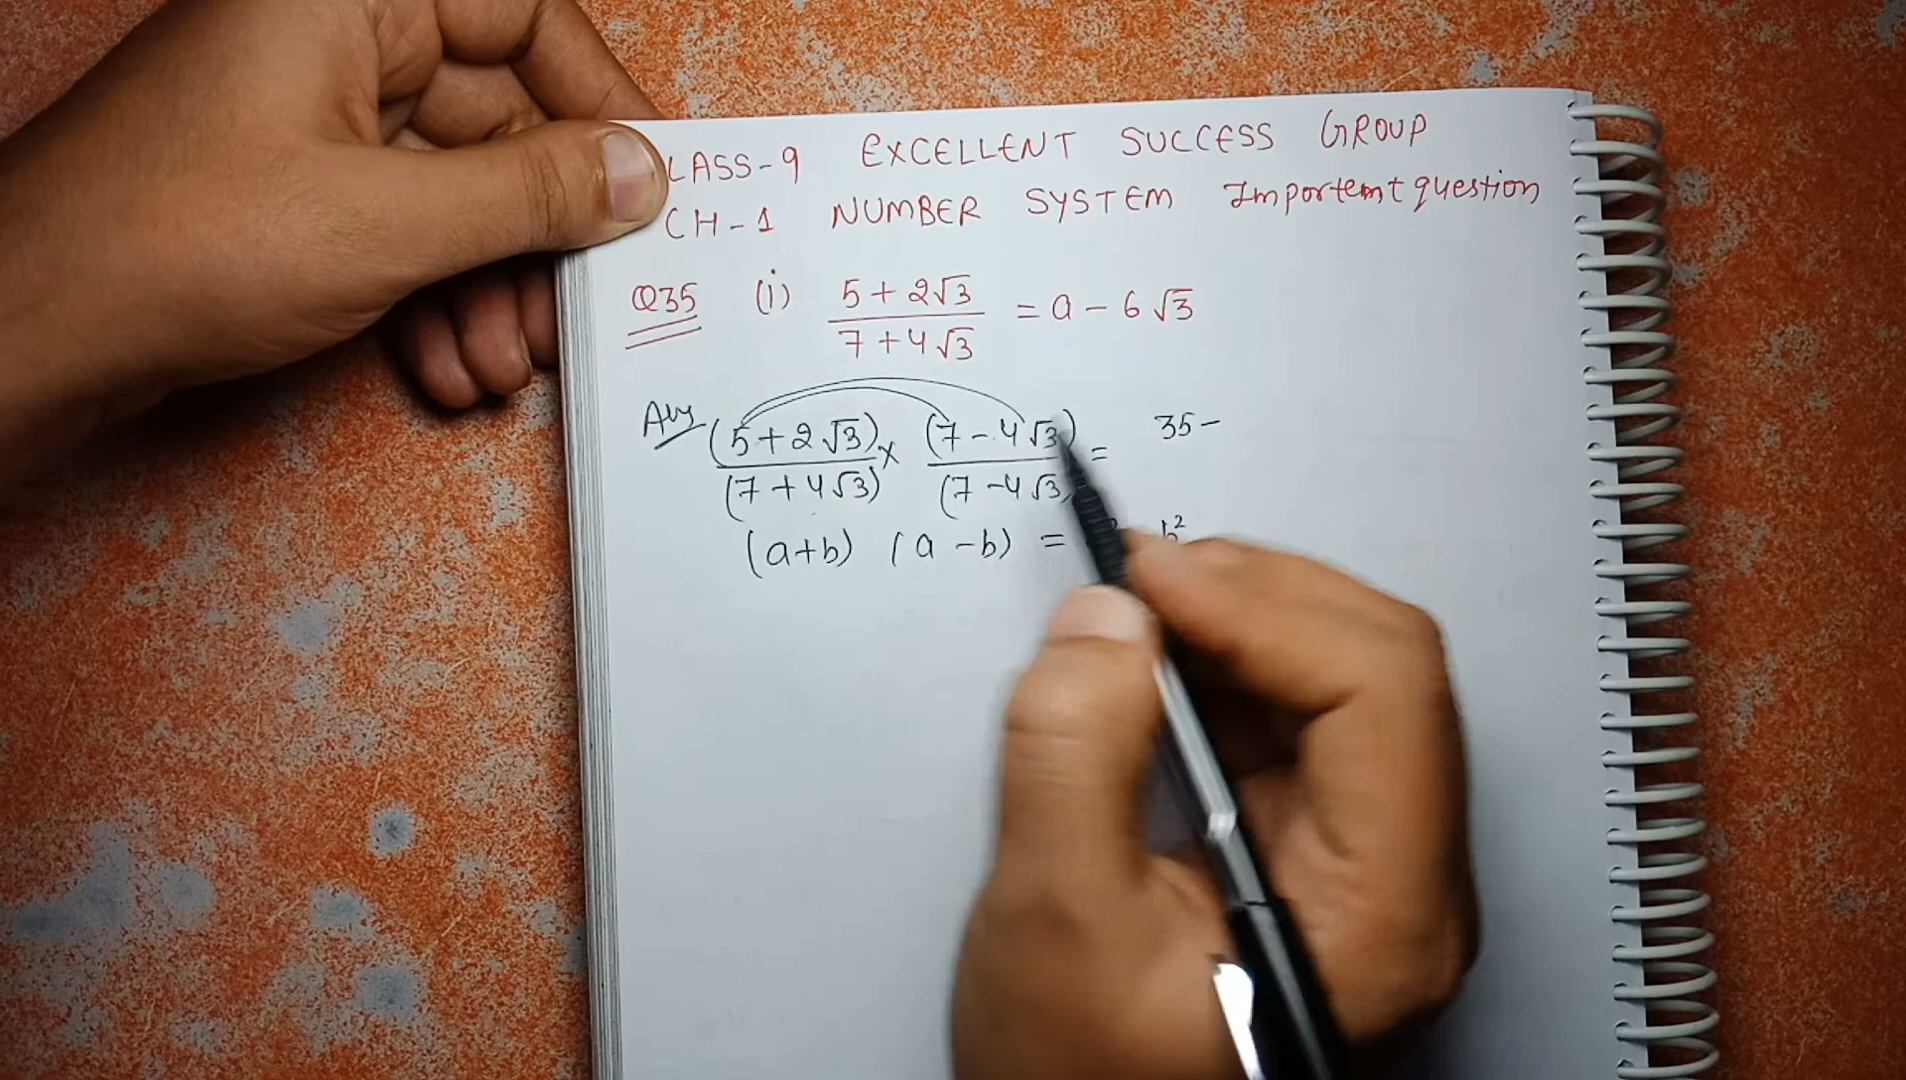 LASS-9 EXCELLENT SUCCESS GROUP
CH-1 NUMBER SYSTEM Importemt question
Q35 (i) 5+2√3 / 7+4√3 = a - 6√3
Ans (5+2√3)/(7+4√3) × (7-4√3)/(7-4√3 = 35 -
(a+b) (a-b) = b²